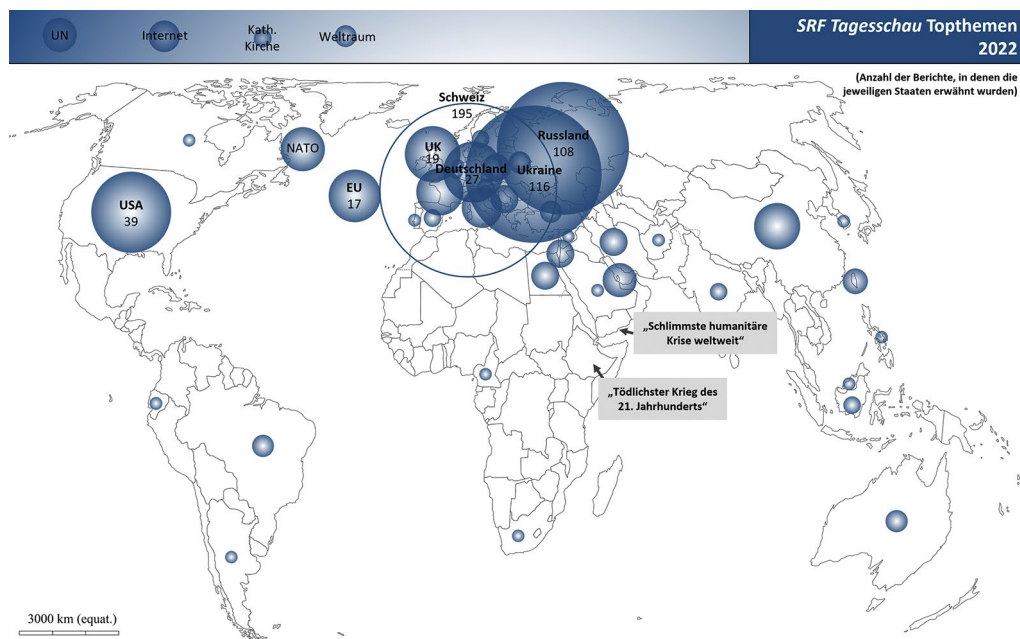 UN
Internet
Kath.
Kirche
Weltraum
SRF Tagesschau Topthemen
2022
(Anzahl der Berichte, in denen die
jeweiligen Staaten erwähnt wurden)
Schweiz
195
Russland
108
NATO
UK
19
Deutschland
27
Ukraine
116
EU
17
USA
39
„Schlimmste humanitäre
Krise weltweit“
„Tödlichster Krieg des
21. Jahrhunderts“
3000 km (equat.)